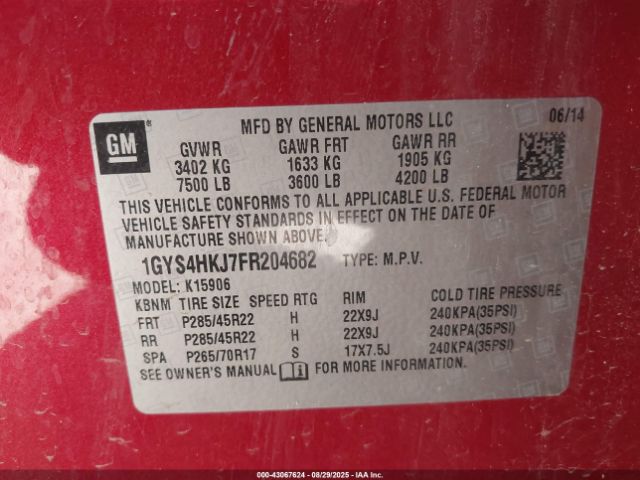 GM
MFD BY GENERAL MOTORS LLC 06/14
GVWR GAWR FRT GAWR RR
3402 KG 1633 KG 1905 KG
7500 LB 3600 LB 4200 LB
THIS VEHICLE CONFORMS TO ALL APPLICABLE U.S. FEDERAL MOTOR
VEHICLE SAFETY STANDARDS IN EFFECT ON THE DATE OF
MANUFACTURE SHOWN ABOVE.
1GYS4HKJ7FR204682 TYPE: M.P.V.
MODEL: K15906
KBNM TIRE SIZE SPEED RTG RIM COLD TIRE PRESSURE
FRT P285/45R22 H 22X9J 240KPA(35PSI)
RR P285/45R22 H 22X9J 240KPA(35PSI)
SPA P265/70R17 S 17X7.5J 240KPA(35PSI)
SEE OWNER'S MANUAL i FOR MORE INFORMATION.
000-43067624 - 08/29/2025 - IAAI, Inc.